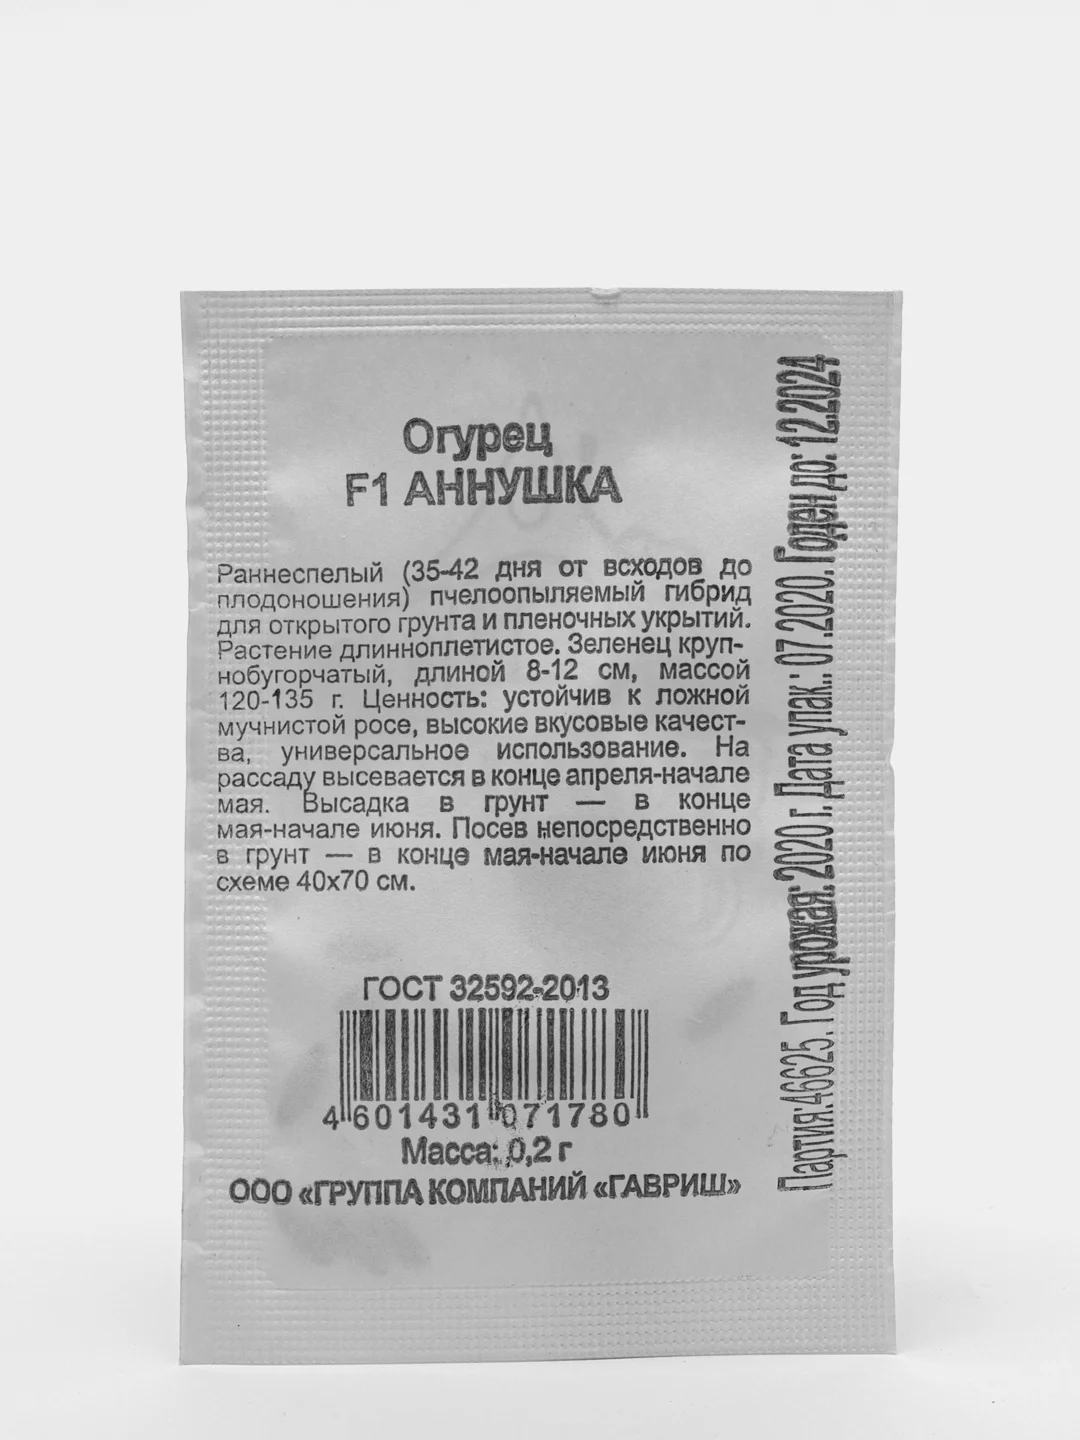 Огурец
F1 АННУШКА
Раннеспелый (35-42 дня от всходов до
плодоношения) пчелоопыляемый гибрид
для открытого грунта и пленочных укрытий.
Растение длинноплетистое. Зеленец круп-
нобугорчатый, длиной 8-12 см, массой
120-135 г. Ценность: устойчив к ложной
мучнистой росе, высокие вкусовые качест-
ва, универсальное использование. На
рассаду высевается в конце апреля-начале
мая. Высадка в грунт — в конце
мая-начале июня. Посев непосредственно
в грунт — в конце мая-начале июня по
схеме 40х70 см.
ГОСТ 32592-2013
4 601431 071780
Масса: 0,2 г
ООО «ГРУППА КОМПАНИЙ «ГАВРИШ»
Партия:46625. Год урожая: 2020 г. Дата упак.: 07.2020. Годен до: 12.2024